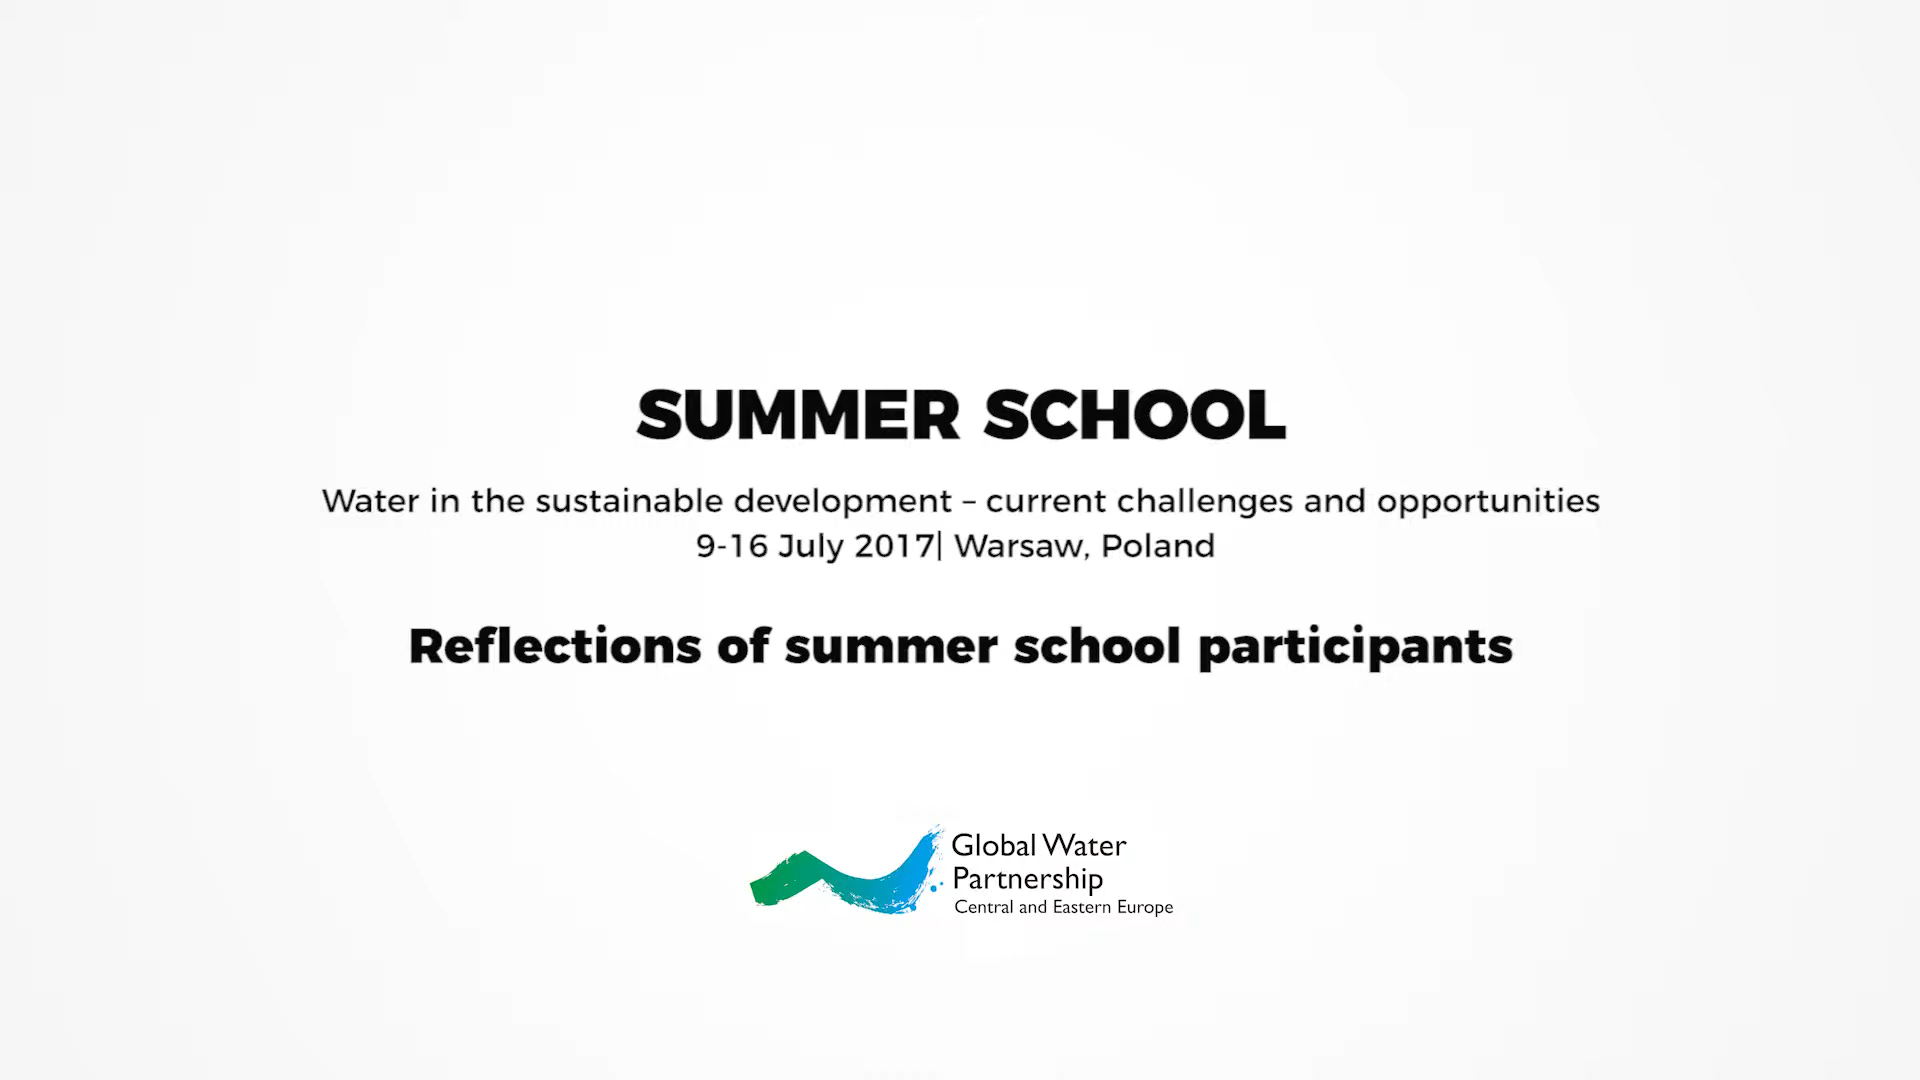 SUMMER SCHOOL
Water in the sustainable development – current challenges and opportunities
9-16 July 2017| Warsaw, Poland
Reflections of summer school participants
Global Water
Partnership
Central and Eastern Europe